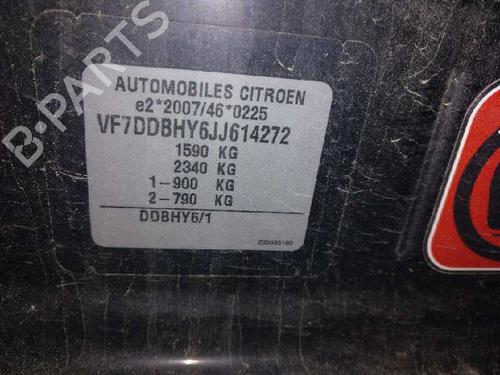 B-PARTS
AUTOMOBILES CITROEN
e2*2007/46*0225
VF7DDBHY6JJ614272
1590 KG
2340 KG
1-900 KG
2-790 KG
DDBHY6/1